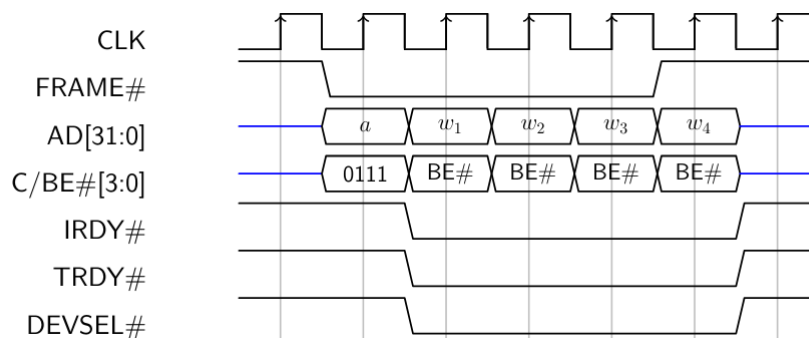 CLK
FRAME#
AD[31:0] a w₁ w₂ w₃ w₄
C/BE#[3:0] 0111 BE# BE# BE# BE#
IRDY#
TRDY#
DEVSEL#